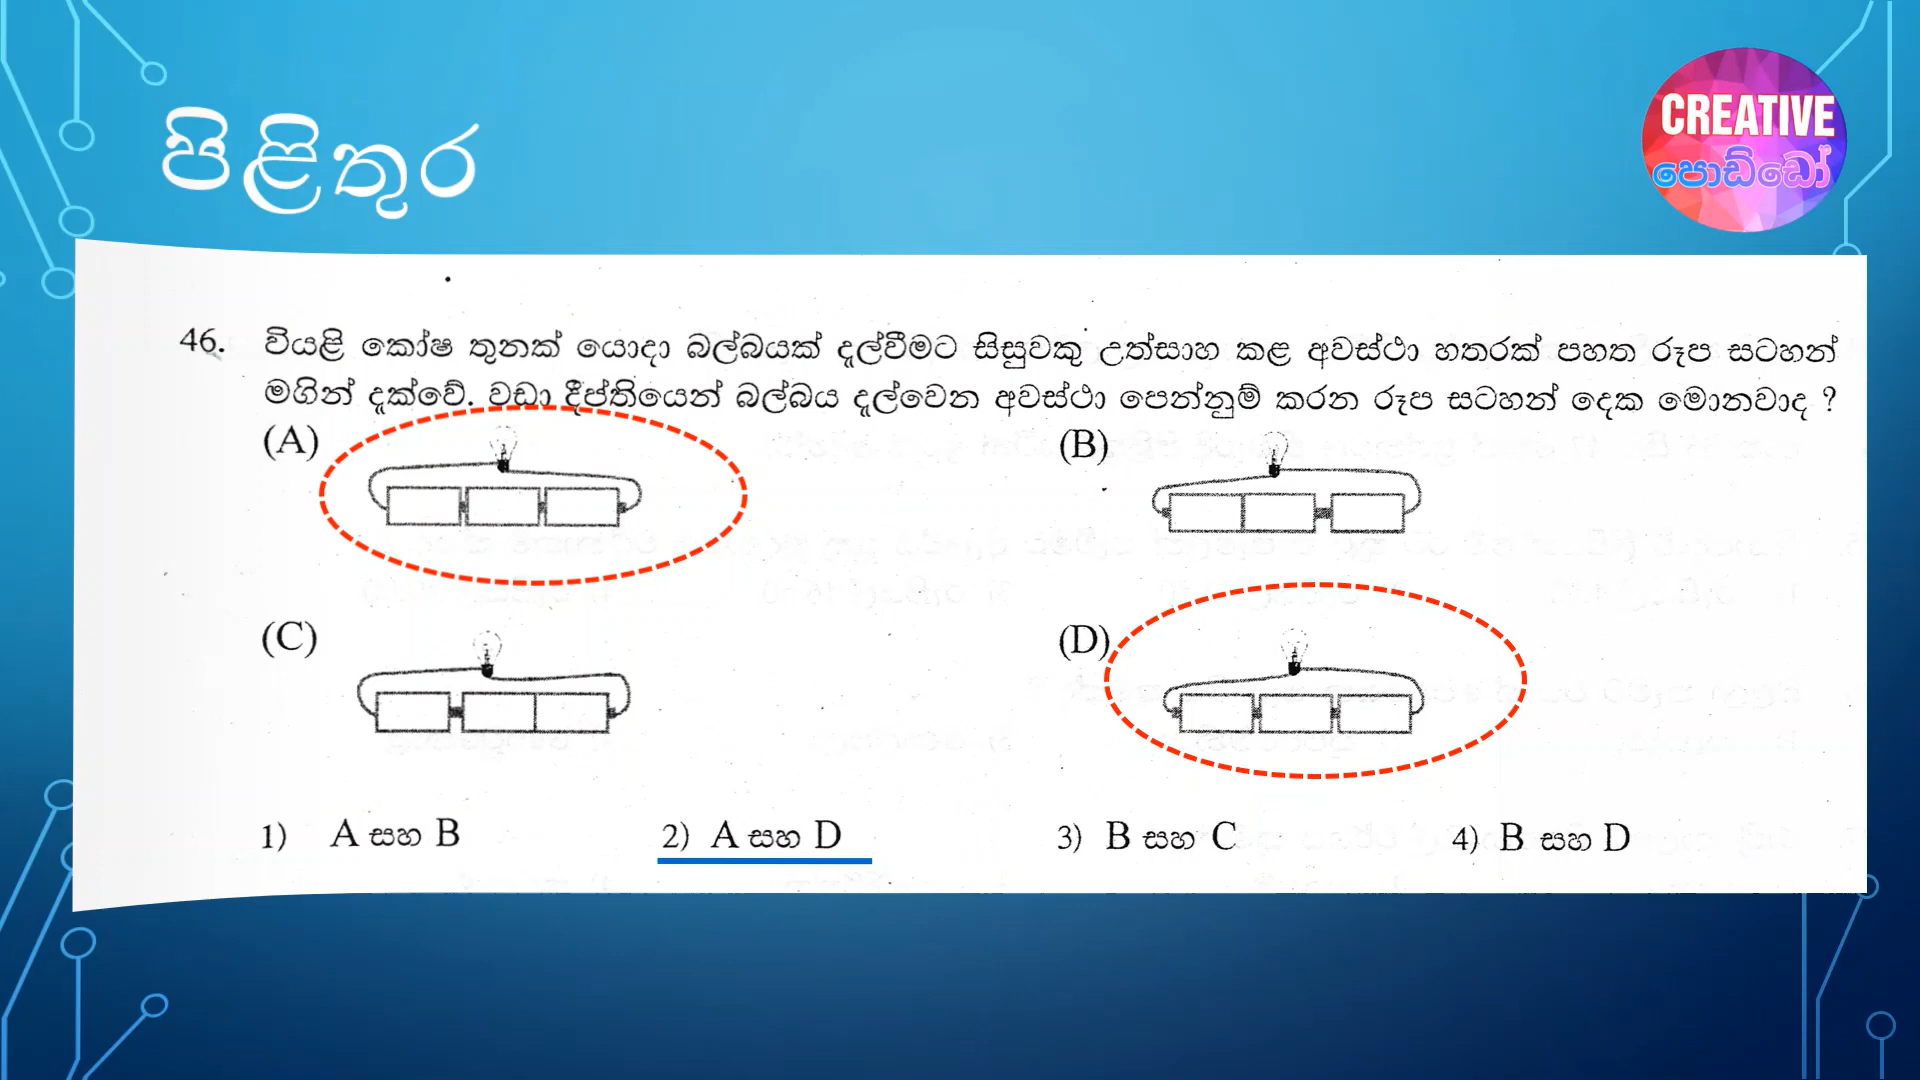 පිළිතුර
CREATIVE
පොඩ්ඩෝ
46. වියළි කෝෂ තුනක් යොදා බල්බයක් දැල්වීමට සිසුවකු උත්සාහ කළ අවස්ථා හතරක් පහත රූප සටහන්
මගින් දැක්වේ. වඩා දීප්තියෙන් බල්බය දැල්වෙන අවස්ථා පෙන්නුම් කරන රූප සටහන් දෙක මොනවාද ?
(A) (B)
(C) (D)
1) A සහ B 2) A සහ D 3) B සහ C 4) B සහ D